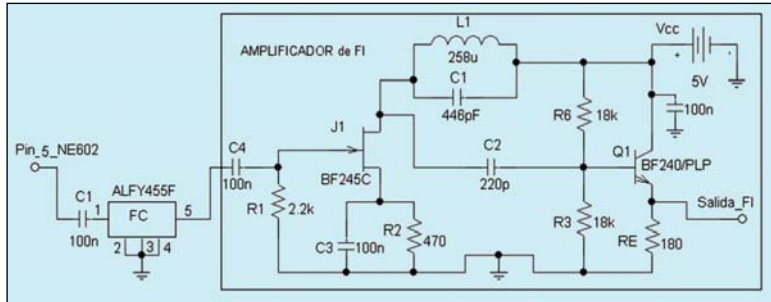 L1
258u
C1
446pF
AMPLIFICADOR de FI
Vcc
+
-
5V
100n
R6
18k
J1
BF245C
C2
220p
Q1
BF240/PLP
Pin_5_NE602
C1
100n
ALFY455F
1
FC
5
2
3
4
C4
100n
R1
2.2k
C3
100n
R2
470
R3
18k
RE
180
Salida_FI